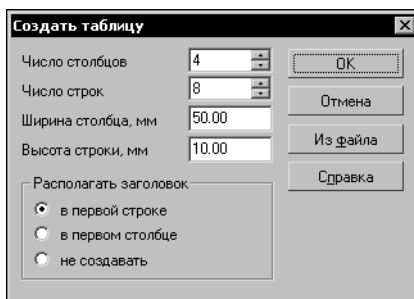 Создать таблицу
Число столбцов 4
Число строк 8
Ширина столбца, мм 50.00
Высота строки, мм 10.00
Располагать заголовок
в первой строке
в первом столбце
не создавать
OK
Отмена
Из файла
Справка